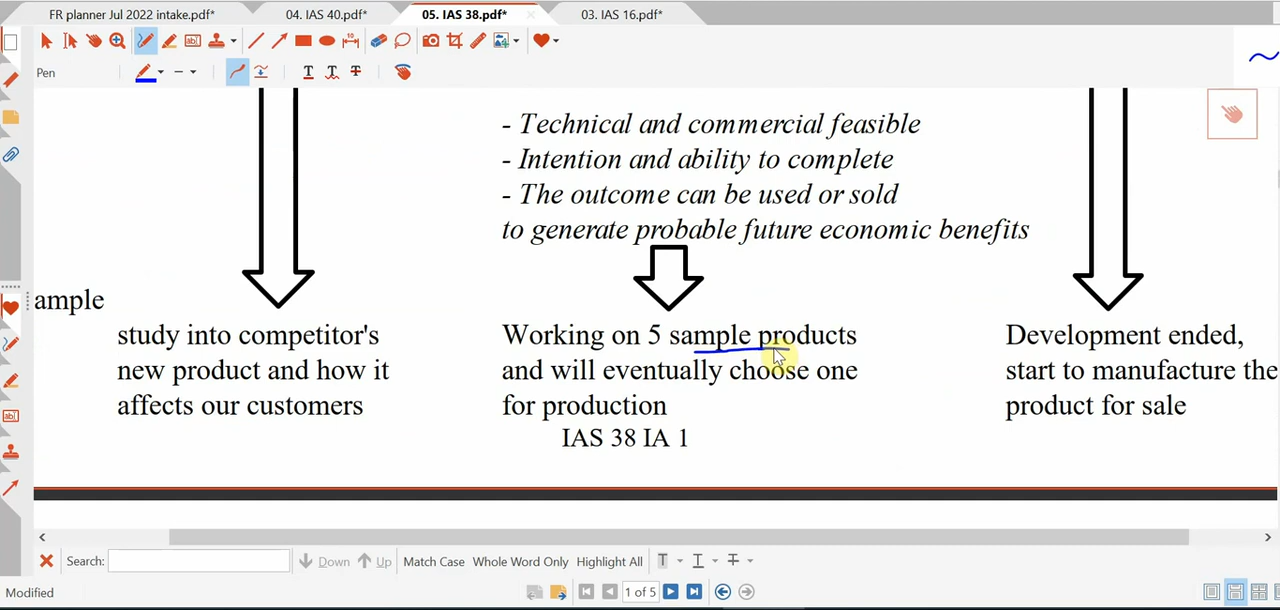 FR planner Jul 2022 intake.pdf*
04. IAS 40.pdf*
05. IAS 38.pdf*
03. IAS 16.pdf*
Pen
- Technical and commercial feasible
- Intention and ability to complete
- The outcome can be used or sold
to generate probable future economic benefits
ample
study into competitor's
new product and how it
affects our customers
Working on 5 sample products
and will eventually choose one
for production
IAS 38 IA 1
Development ended,
start to manufacture the
product for sale
Search: Down Up Match Case Whole Word Only Highlight All
Modified
1 of 5